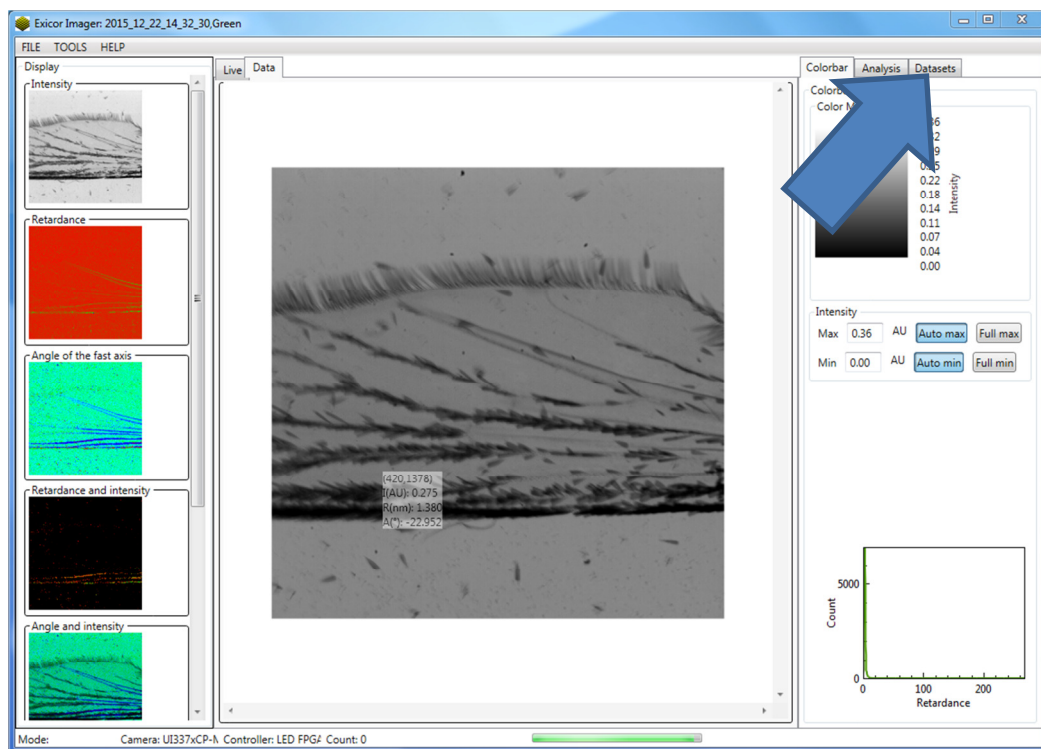 Exicor Imager: 2015_12_22_14_32_30,Green
FILE TOOLS HELP
Display
Intensity
Retardance
Angle of the fast axis
Retardance and intensity
Angle and intensity
Live Data
(420,1378)
I(AU): 0.275
R(nm): 1.380
A(°): -22.952
Colorbar Analysis Datasets
0.22
0.18
0.14
0.11
0.07
0.04
0.00
Intensity
Intensity
Max 0.36 AU Auto max Full max
Min 0.00 AU Auto min Full min
5000
0
Count
0 100 200
Retardance
Mode: Camera: UI337xCP-M Controller: LED FPGA Count: 0